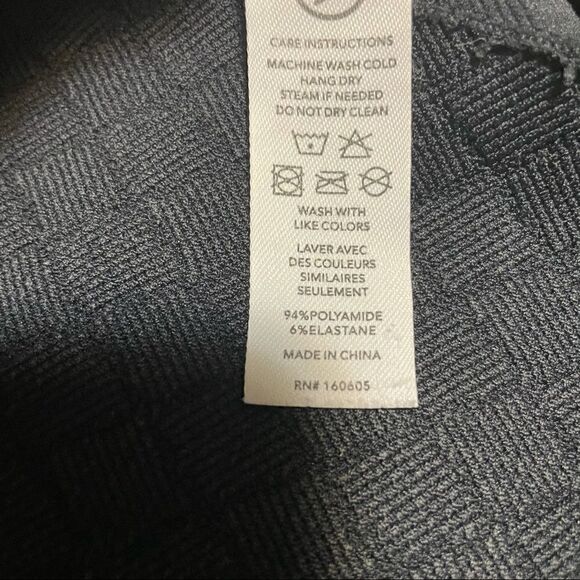 CARE INSTRUCTIONS
MACHINE WASH COLD
HANG DRY
STEAM IF NEEDED
DO NOT DRY CLEAN
WASH WITH
LIKE COLORS
LAVER AVEC
DES COULEURS
SIMILAIRES
SEULEMENT
94%POLYAMIDE
6%ELASTANE
MADE IN CHINA
RN# 160605